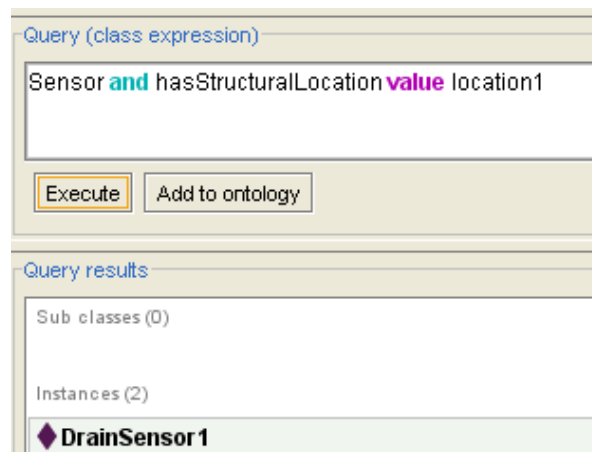 Query (class expression)
Sensor and hasStructuralLocation value location1
Execute
Add to ontology
Query results
Sub classes (0)
Instances (2)
DrainSensor1